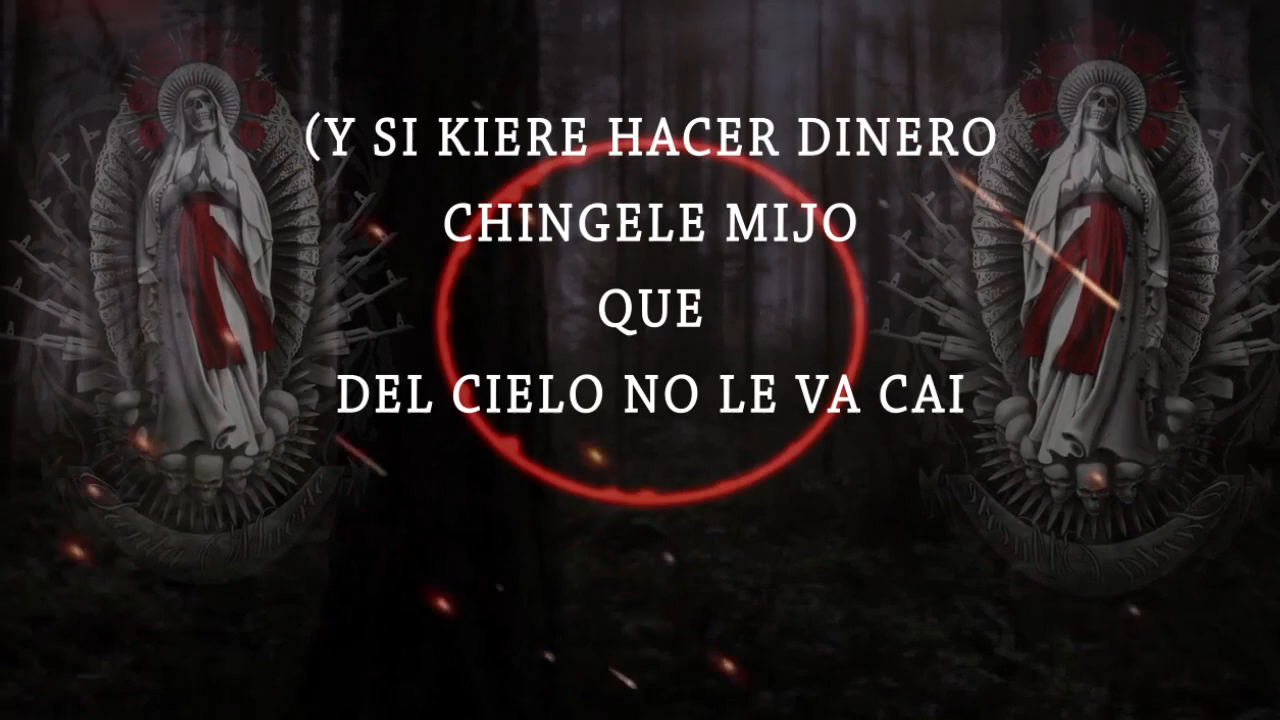 (Y SI KIERE HACER DINERO
CHINGELE MIJO
QUE
DEL CIELO NO LE VA CAI